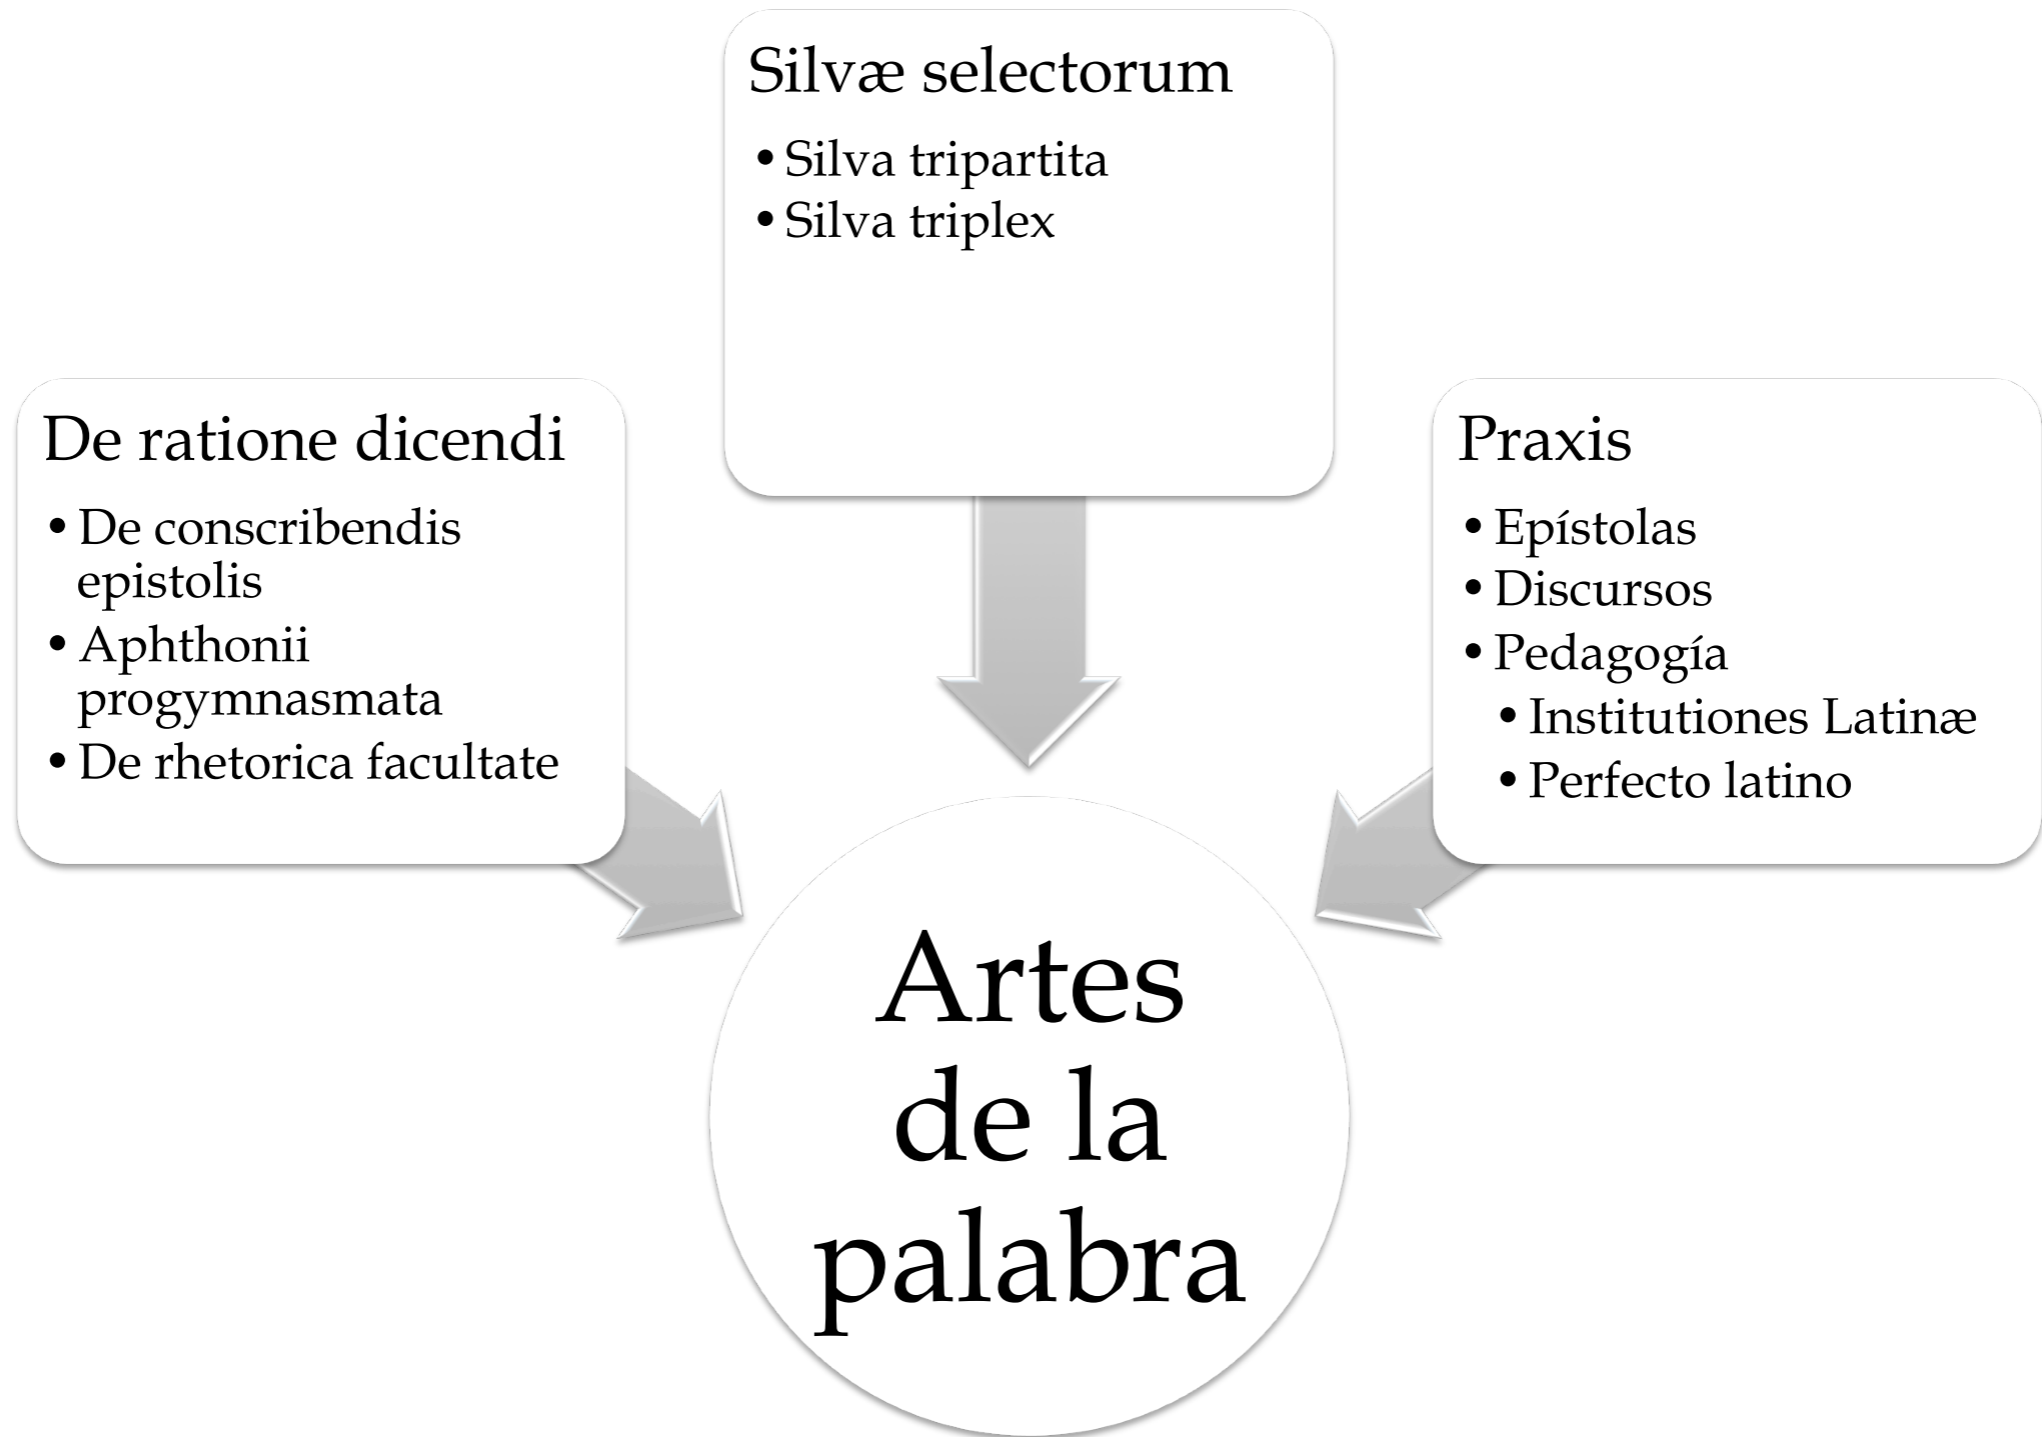 Silvæ selectorum
• Silva tripartita
• Silva triplex
De ratione dicendi
• De conscribendis
epistolis
• Aphthonii
progymnasmata
• De rhetorica facultate
Praxis
• Epístolas
• Discursos
• Pedagogía
• Institutiones Latinæ
• Perfecto latino
Artes
de la
palabra